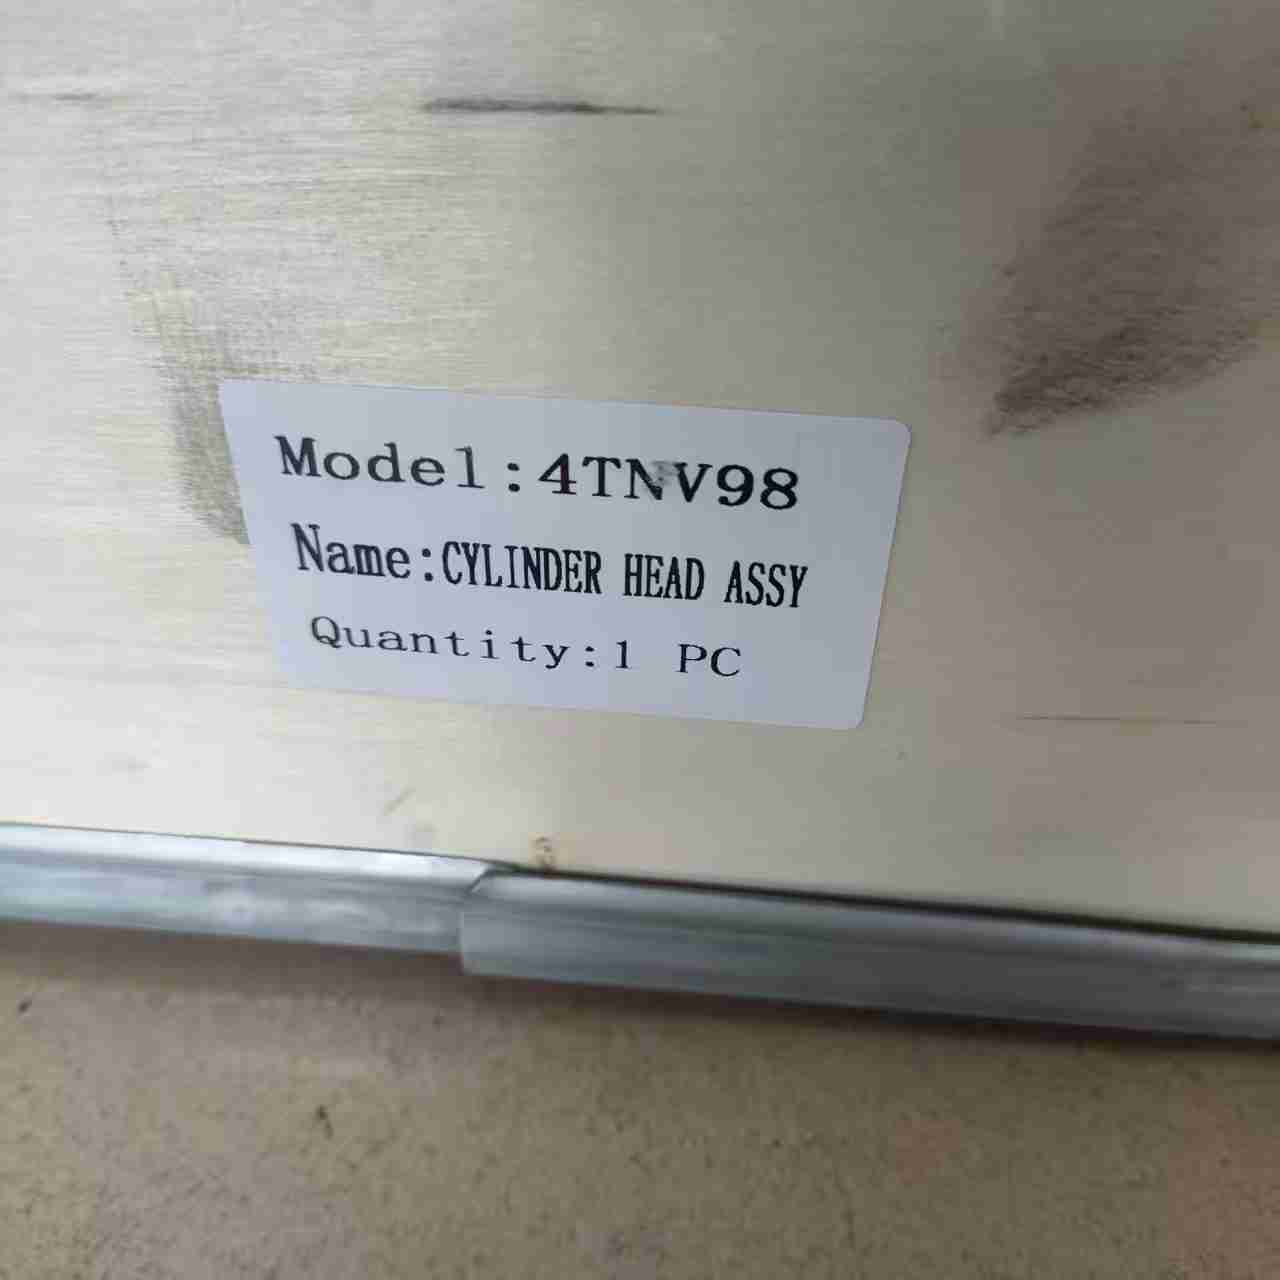 Model:4TNV98
Name:CYLINDER HEAD ASSY
Quantity:1 PC